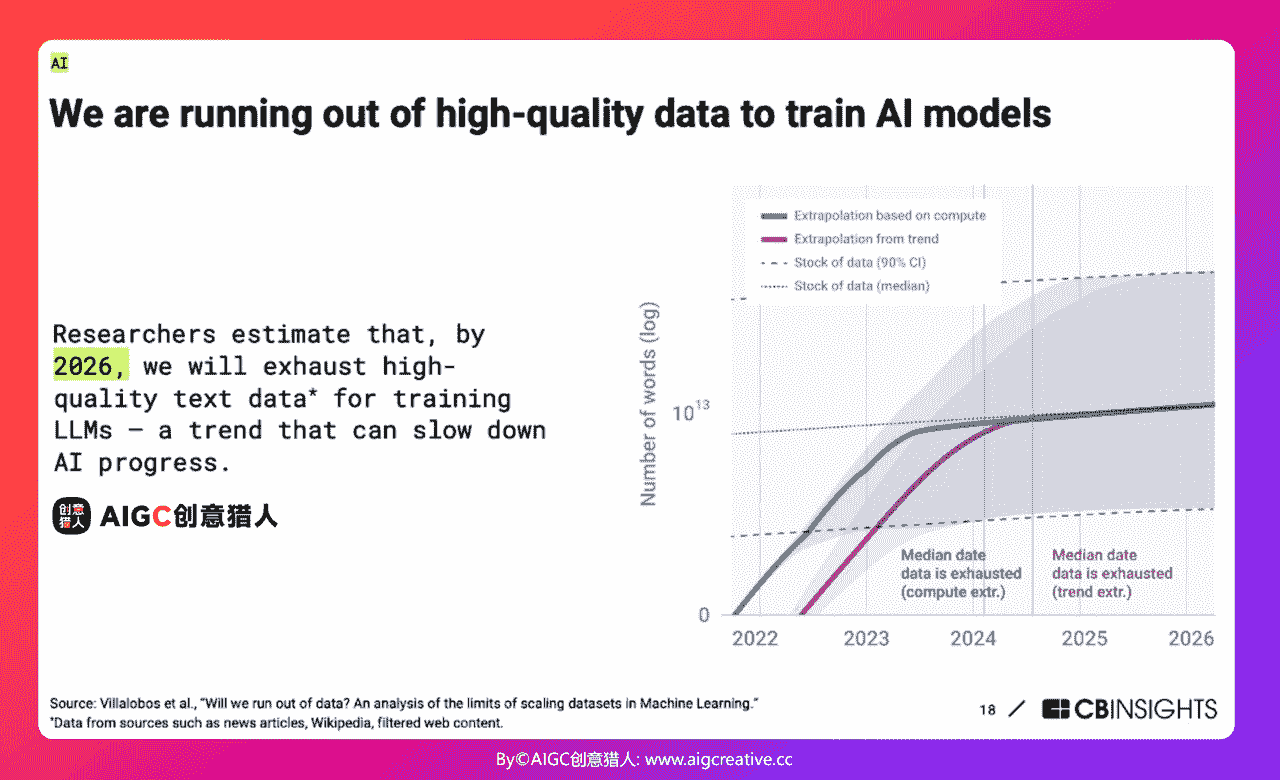 AI
We are running out of high-quality data to train AI models
Researchers estimate that, by
2026, we will exhaust high-
quality text data* for training
LLMs – a trend that can slow down
AI progress.
创意
猎人
AIGC创意猎人
Extrapolation based on compute
Extrapolation from trend
Stock of data (90% CI)
Stock of data (median)
Number of words (log)
10¹³
0
Median date
data is exhausted
(compute extr.)
Median date
data is exhausted
(trend extr.)
2022 2023 2024 2025 2026
Source: Villalobos et al., “Will we run out of data? An analysis of the limits of scaling datasets in Machine Learning.”
*Data from sources such as news articles, Wikipedia, filtered web content.
18 / CBINSIGHTS
By©AIGC创意猎人: www.aigcreative.cc